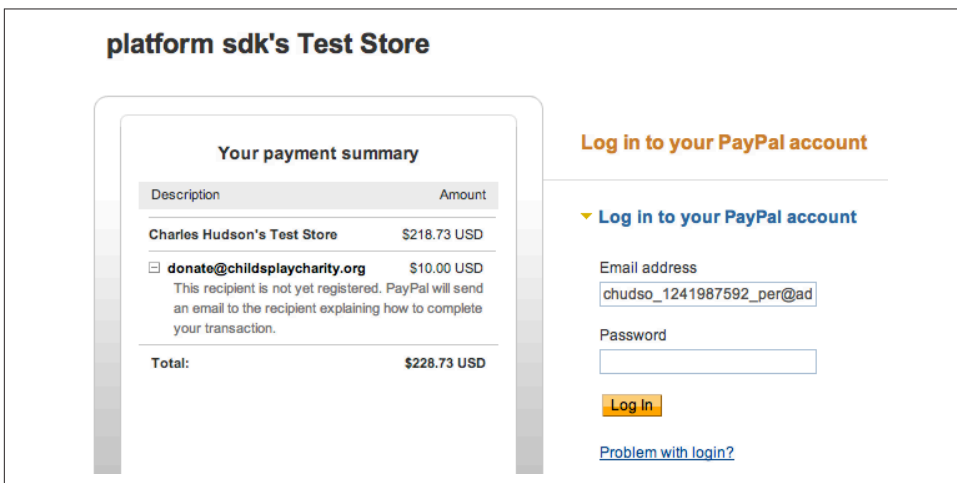 platform sdk's Test Store
Your payment summary
Description Amount
Charles Hudson's Test Store $218.73 USD
donate@childsplaycharity.org $10.00 USD
This recipient is not yet registered. PayPal will send
an email to the recipient explaining how to complete
your transaction.
Total: $228.73 USD
Log in to your PayPal account
Log in to your PayPal account
Email address
chudso_1241987592_per@ad
Password
Log In
Problem with login?